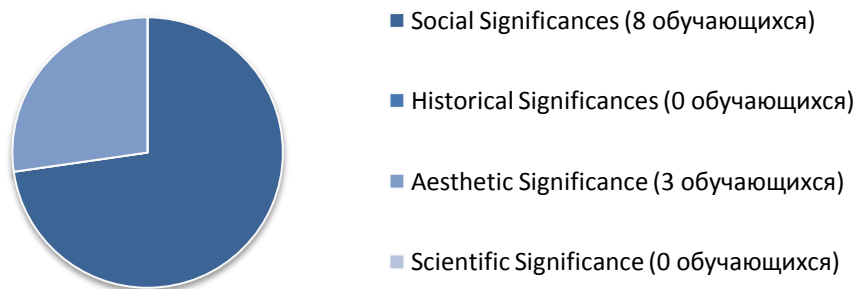 Social Significances (8 обучающихся)
Historical Significances (0 обучающихся)
Aesthetic Significance (3 обучающихся)
Scientific Significance (0 обучающихся)